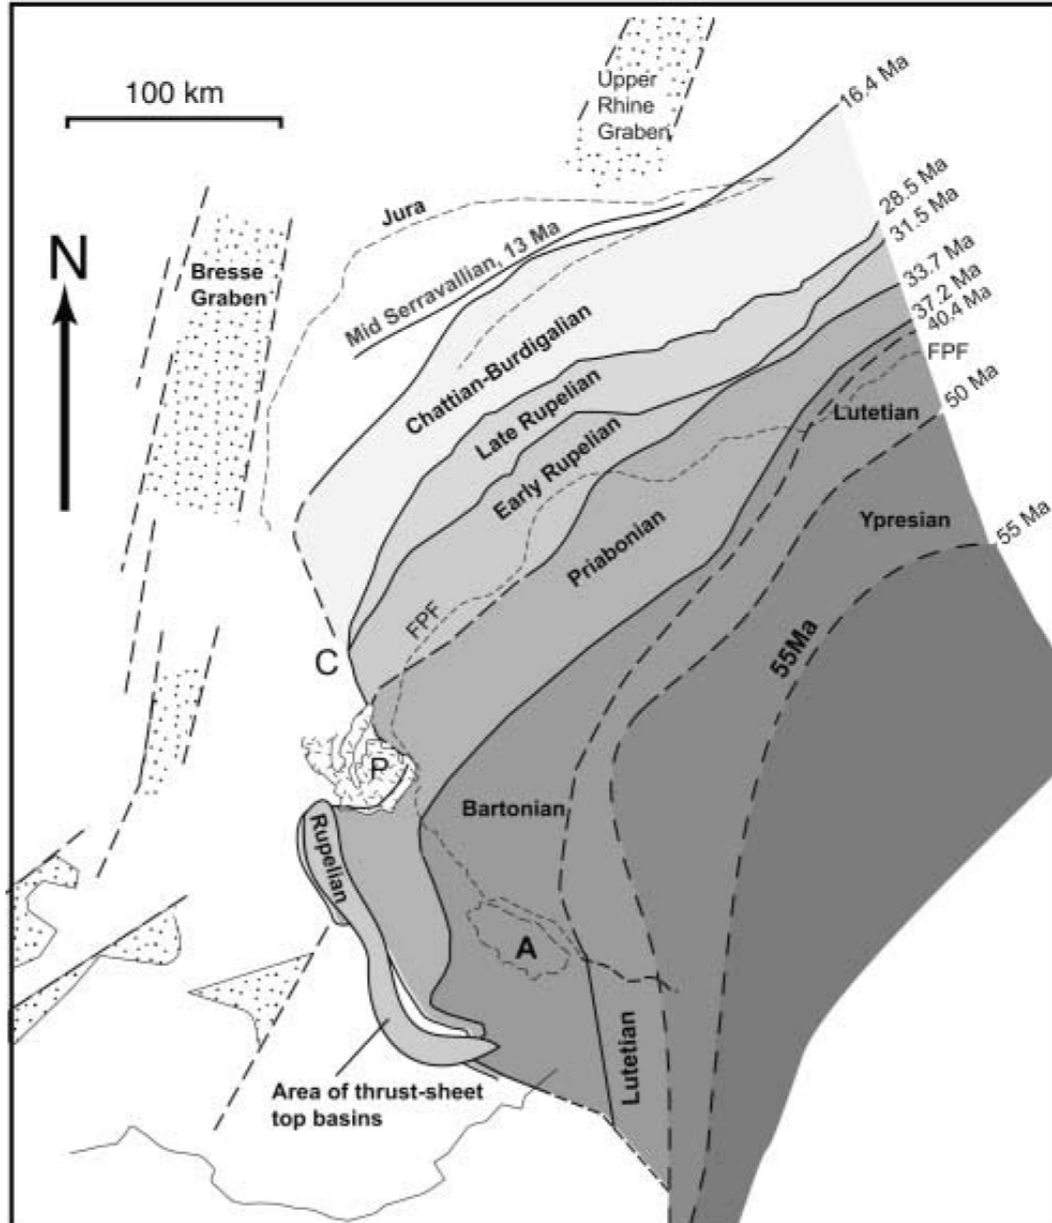 100 km
Upper
Rhine
Graben
16.4 Ma
28.5 Ma
31.5 Ma
33.7 Ma
37.2 Ma
40.4 Ma
FPF
50 Ma
55 Ma
N
Jura
Bresse
Graben
Mid Serravallian, 13 Ma
Chattian-Burdigalian
Late Rupelian
Early Rupelian
Lutetian
Ypresian
Priabonian
FPF
55Ma
C
P
Bartonian
Rupelian
A
Lutetian
Area of thrust-sheet
top basins